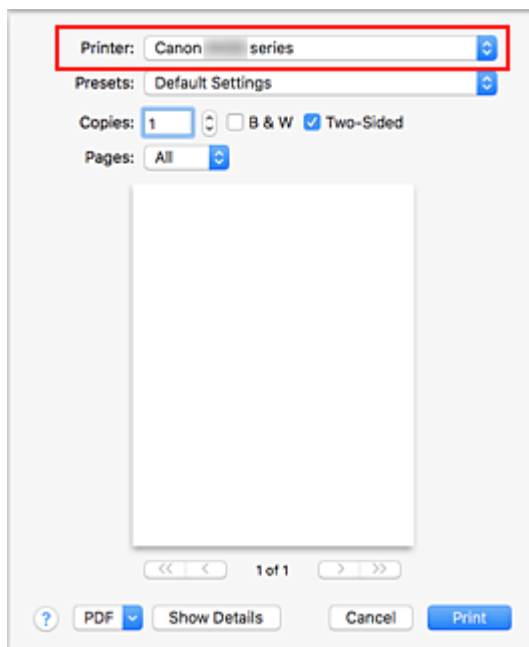 Printer: Canon series
Presets: Default Settings
Copies: 1 B & W Two-Sided
Pages: All
<< < 1 of 1 > >>
? PDF Show Details Cancel Print